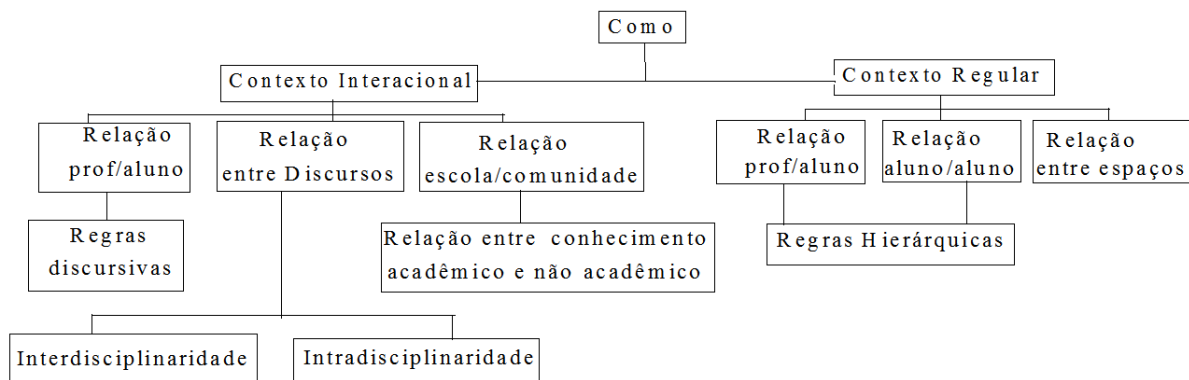 Como
Contexto Interacional
Contexto Regular
Relação
prof/aluno
Relação
entre Discursos
Relação
escola/comunidade
Relação
prof/aluno
Relação
aluno/aluno
Relação
entre espaços
Regras
discursivas
Relação entre conhecimento
acadêmico e não acadêmico
Regras Hierárquicas
Interdisciplinaridade
Intradisciplinaridade